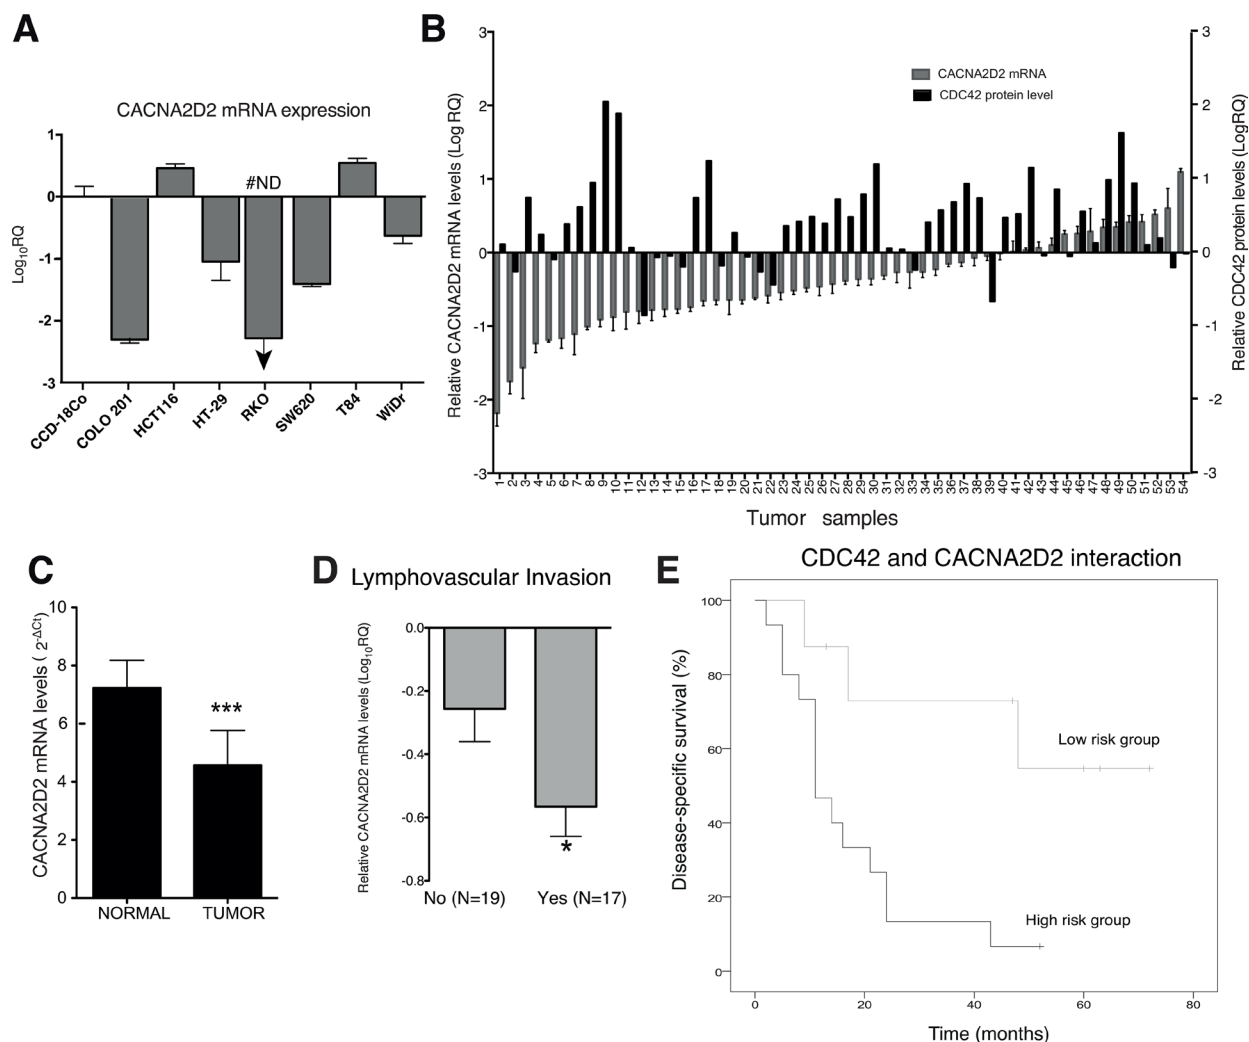 A
CACNA2D2 mRNA expression
Log10RQ
1
0
-1
-2
-3
#ND
CCD-18Co
COLO 201
HCT116
HT-29
RKO
SW620
T84
WiDr
B
Relative CACNA2D2 mRNA levels (Log RQ)
3
2
1
0
-1
-2
-3
CACNA2D2 mRNA
CDC42 protein level
3
2
1
0
-1
-2
-3
Relative CDC42 protein levels (LogRQ)
1 2 3 4 5 6 7 8 9 10 11 12 13 14 15 16 17 18 19 20 21 22 23 24 25 26 27 28 29 30 31 32 33 34 35 36 37 38 39 40 41 42 43 44 45 46 47 48 49 50 51 52 53 54
Tumor samples
C
CACNA2D2 mRNA levels ( 2-ΔCt)
10
8
6
4
2
0
***
NORMAL
TUMOR
D
Lymphovascular Invasion
Relative CACNA2D2 mRNA levels (Log10RQ)
0.0
-0.2
-0.4
-0.6
-0.8
*
No (N=19)
Yes (N=17)
E
CDC42 and CACNA2D2 interaction
Disease-specific survival (%)
100
80
60
40
20
0
Low risk group
High risk group
0
20
40
60
80
Time (months)